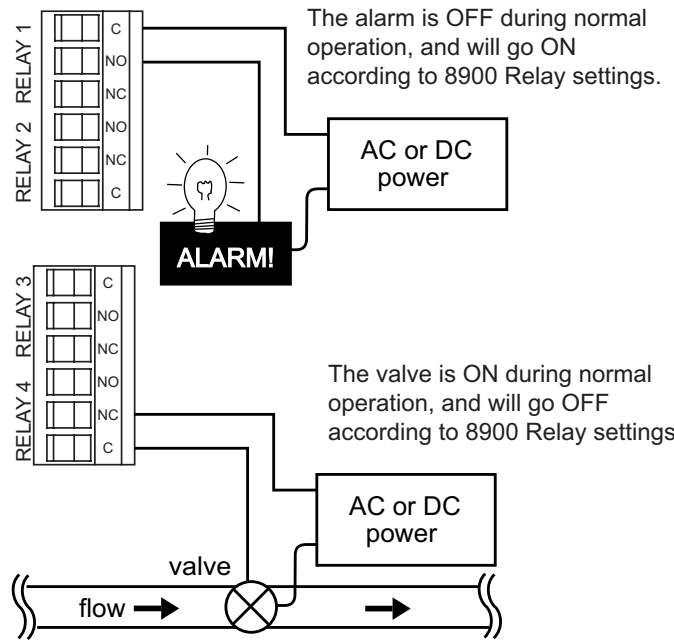 The alarm is OFF during normal
operation, and will go ON
according to 8900 Relay settings.
RELAY 1
RELAY 2
C
NO
NC
NO
NC
C
AC or DC
power
ALARM!
RELAY 3
RELAY 4
C
NO
NC
NO
NC
C
The valve is ON during normal
operation, and will go OFF
according to 8900 Relay settings
AC or DC
power
valve
flow